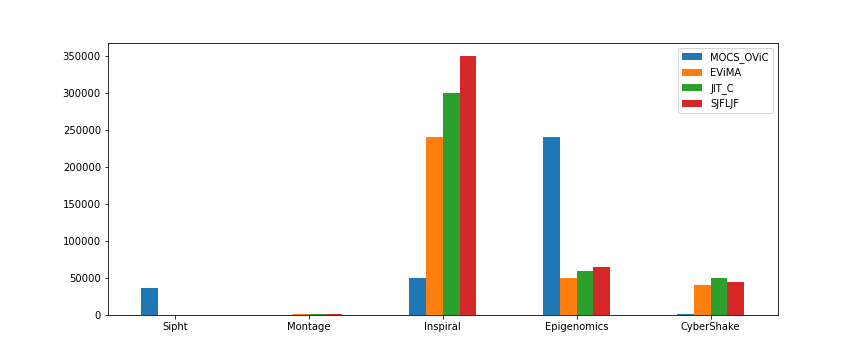 350000
300000
250000
200000
150000
100000
50000
0
Sipht Montage Inspiral Epigenomics CyberShake
MOCS_OViC
EViMA
JIT_C
SJFLJF